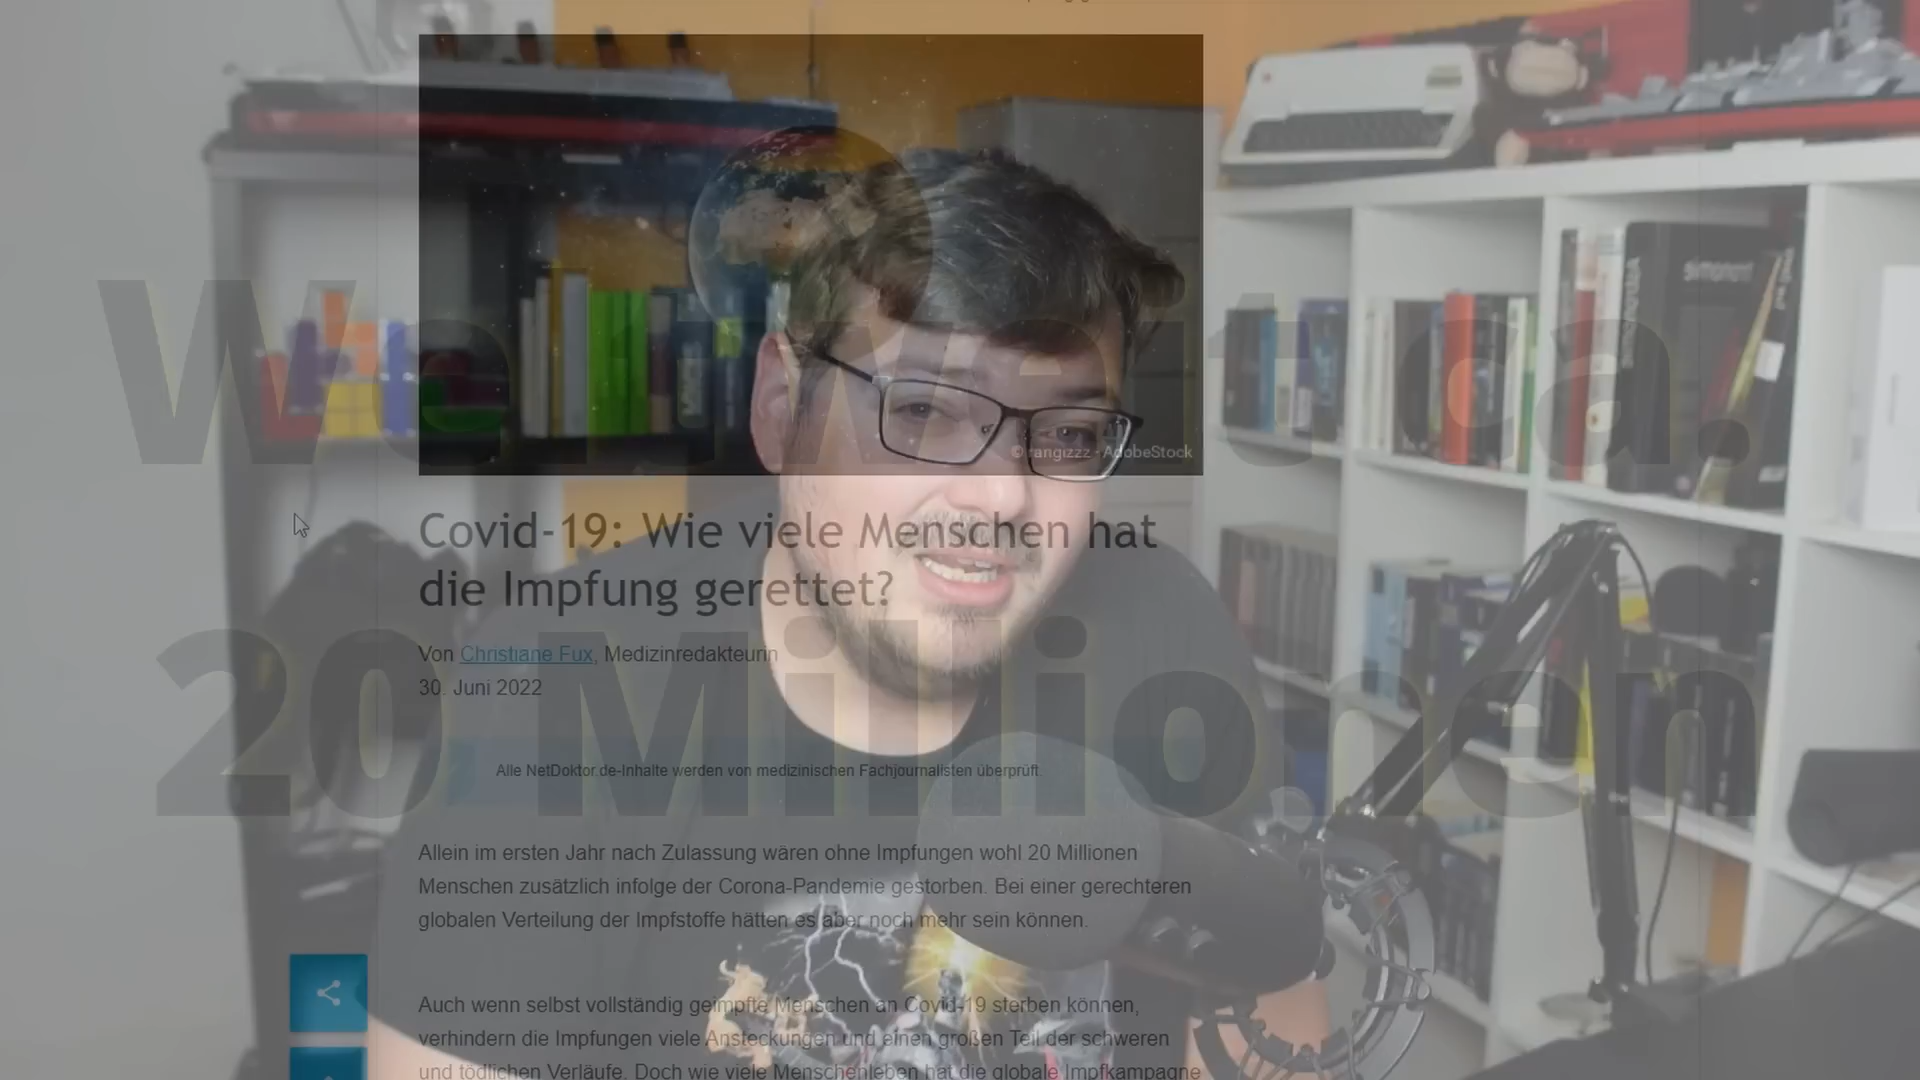 © rangizzz - AdobeStock
Weltweit ca.
20 Millionen
Covid-19: Wie viele Menschen hat
die Impfung gerettet?
Von Christiane Fux, Medizinredakteurin
30. Juni 2022
Alle NetDoktor.de-Inhalte werden von medizinischen Fachjournalisten überprüft.
Allein im ersten Jahr nach Zulassung wären ohne Impfungen wohl 20 Millionen
Menschen zusätzlich infolge der Corona-Pandemie gestorben. Bei einer gerechteren
globalen Verteilung der Impfstoffe hätten es aber noch mehr sein können.
Auch wenn selbst vollständig geimpfte Menschen an Covid-19 sterben können,
verhindern die Impfungen viele Ansteckungen und einen großen Teil der schweren
und tödlichen Verläufe. Doch wie viele Menschenleben hat die globale Impfkampagne